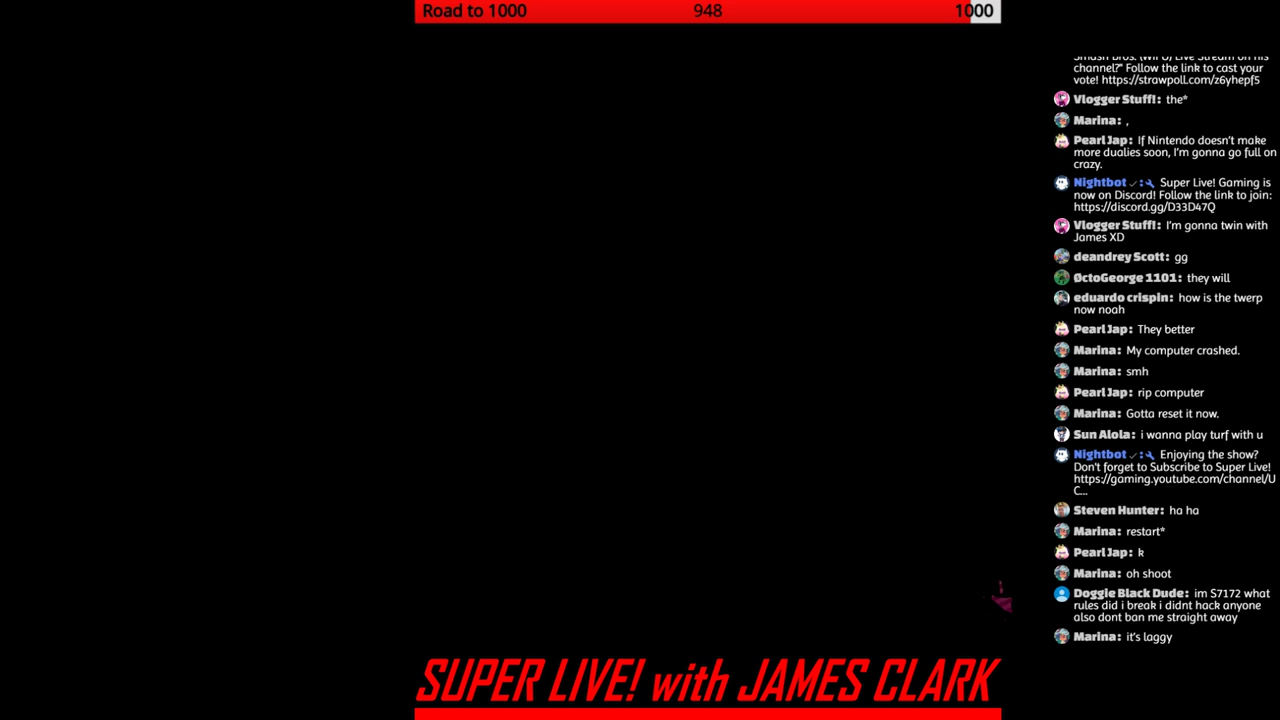 Road to 1000 948 1000
Smash Bros. (Wii U) Live Stream on his
channel?" Follow the link to cast your
vote! https://strawpoll.com/z6yhepf5
Vlogger Stuff!: the*
Marina: ,
Pearl Jap: If Nintendo doesn't make
more dualies soon, I'm gonna go full on
crazy.
Nightbot ✓: Super Live! Gaming is
now on Discord! Follow the link to join:
https://discord.gg/D33D47Q
Vlogger Stuff!: I'm gonna twin with
James XD
deandrey Scott: gg
ØctoGeorge 1101: they will
eduardo crispin: how is the twerp
now noah
Pearl Jap: They better
Marina: My computer crashed.
Marina: smh
Pearl Jap: rip computer
Marina: Gotta reset it now.
Sun Alola: i wanna play turf with u
Nightbot ✓: Enjoying the show?
Don't forget to Subscribe to Super Live!
https://gaming.youtube.com/channel/U
C...
Steven Hunter: ha ha
Marina: restart*
Pearl Jap: k
Marina: oh shoot
Doggie Black Dude: im S7172 what
rules did i break i didnt hack anyone
also dont ban me straight away
Marina: it's laggy
SUPER LIVE! with JAMES CLARK